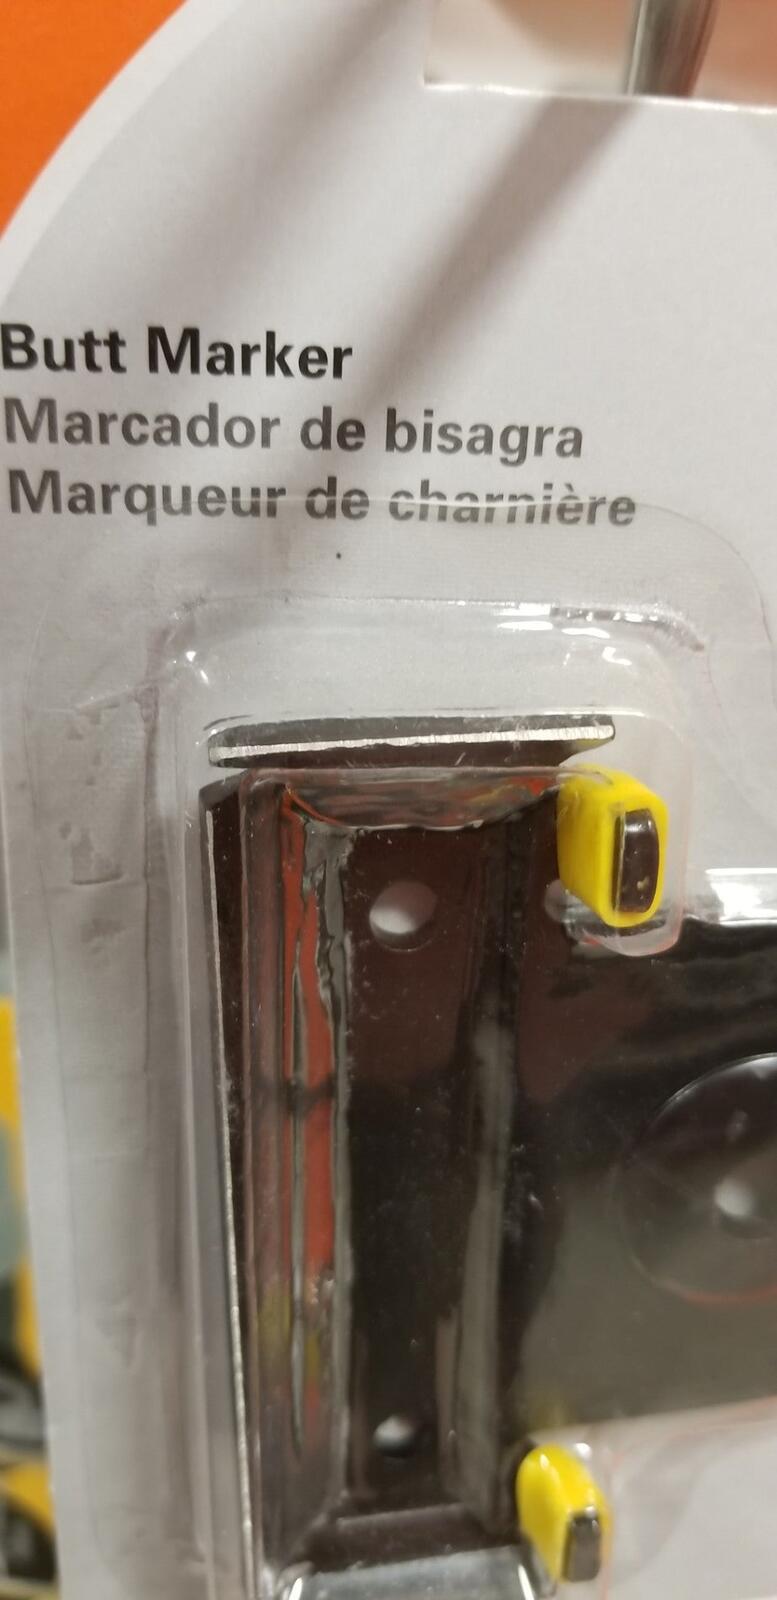 Butt Marker
Marcador de bisagra
Marqueur de charnière